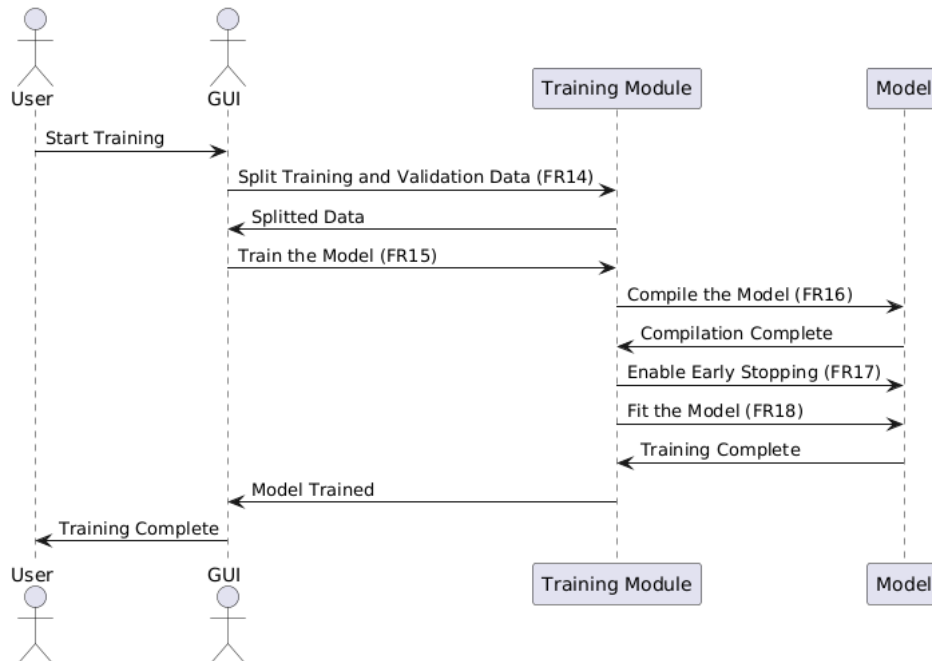 User
GUI
Training Module
Model
Start Training
Split Training and Validation Data (FR14)
Splitted Data
Train the Model (FR15)
Compile the Model (FR16)
Compilation Complete
Enable Early Stopping (FR17)
Fit the Model (FR18)
Training Complete
Model Trained
Training Complete
User
GUI
Training Module
Model